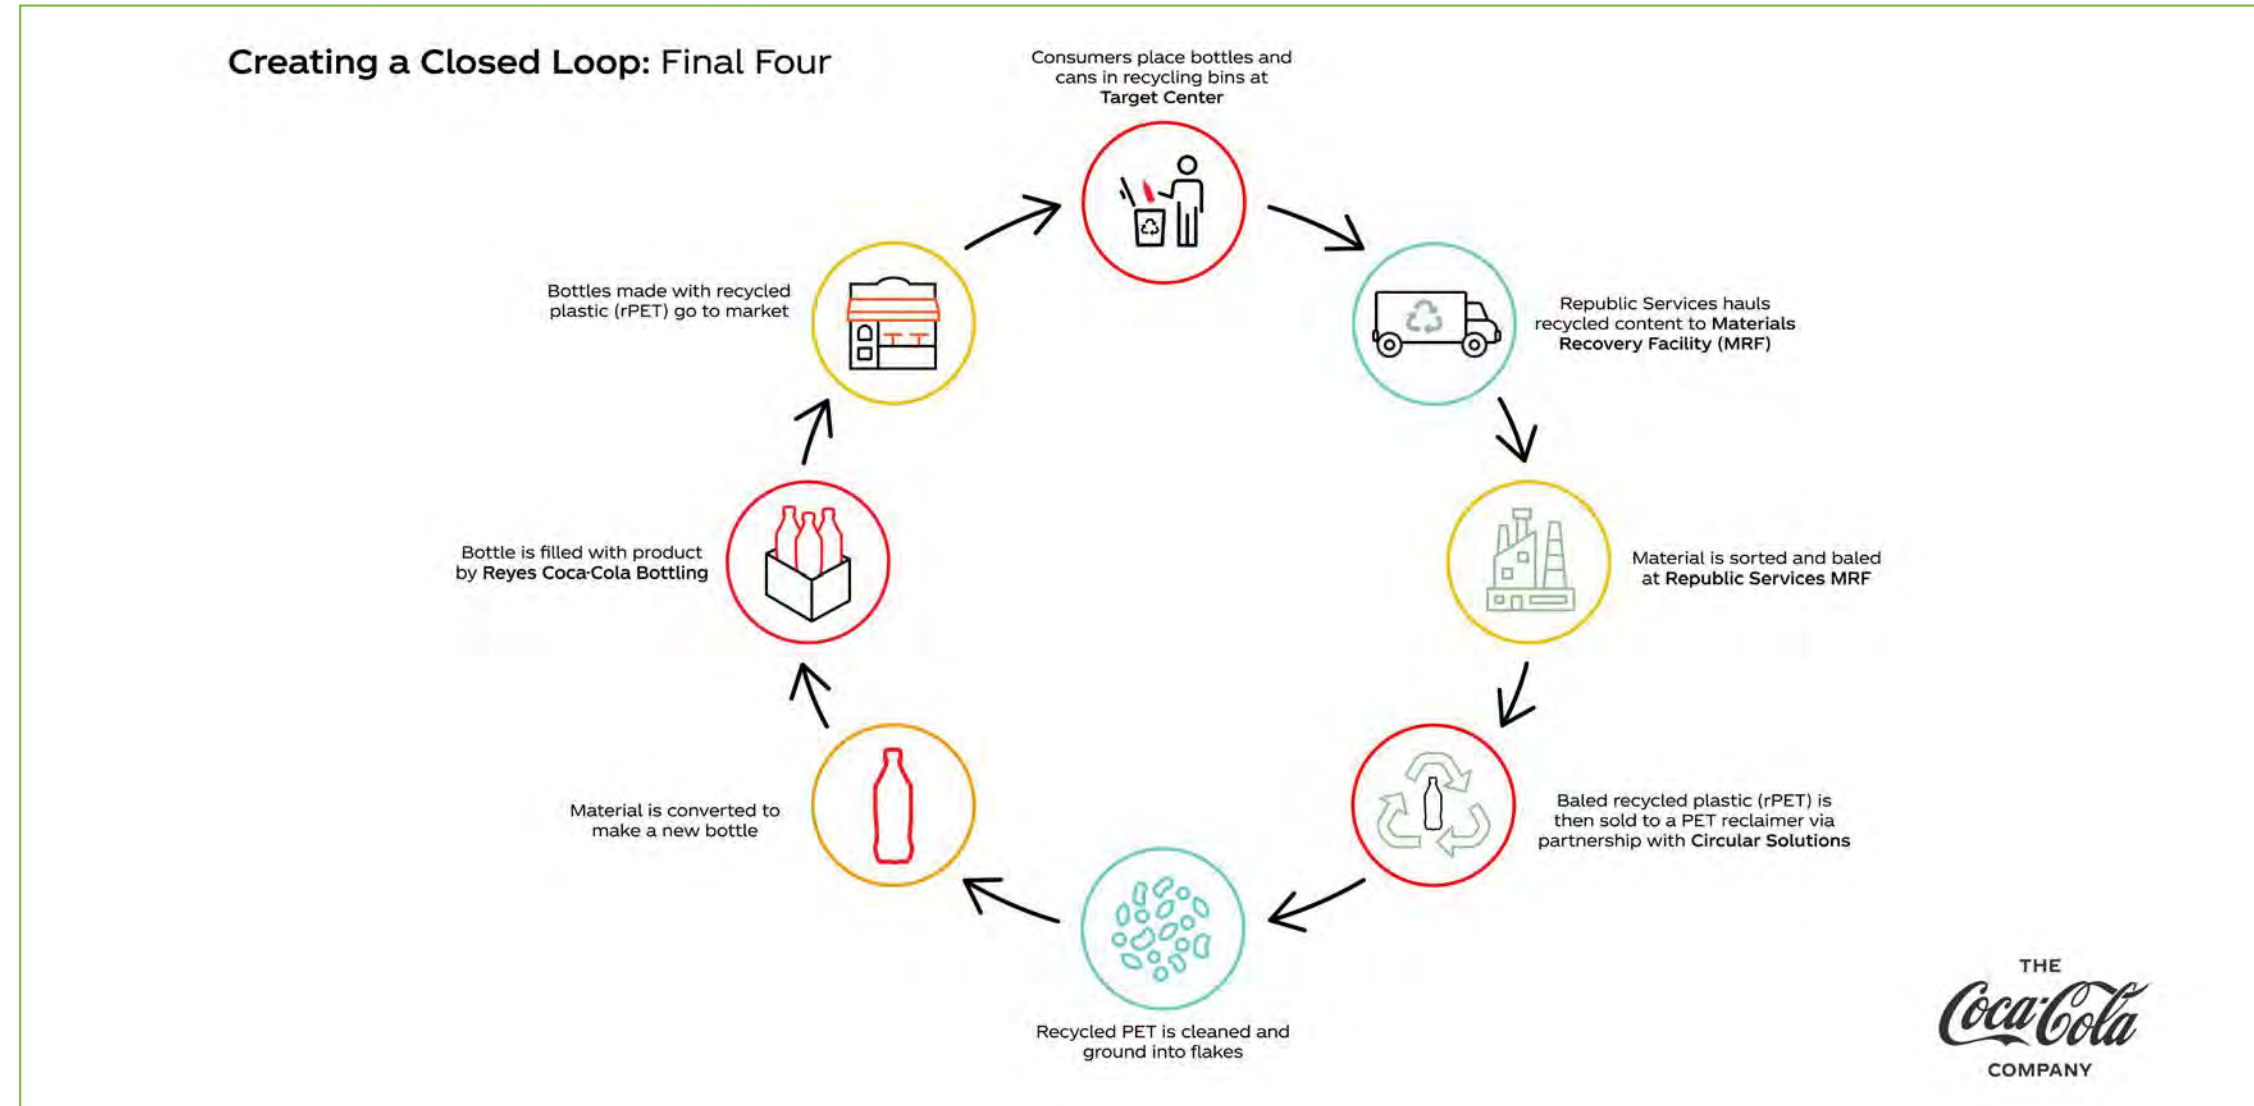 Creating a Closed Loop: Final Four
Consumers place bottles and
cans in recycling bins at
Target Center
Republic Services hauls
recycled content to Materials
Recovery Facility (MRF)
Material is sorted and baled
at Republic Services MRF
Baled recycled plastic (rPET) is
then sold to a PET reclaimer via
partnership with Circular Solutions
Recycled PET is cleaned and
ground into flakes
Material is converted to
make a new bottle
Bottle is filled with product
by Reyes Coca-Cola Bottling
Bottles made with recycled
plastic (rPET) go to market
THE
Coca-Cola
COMPANY